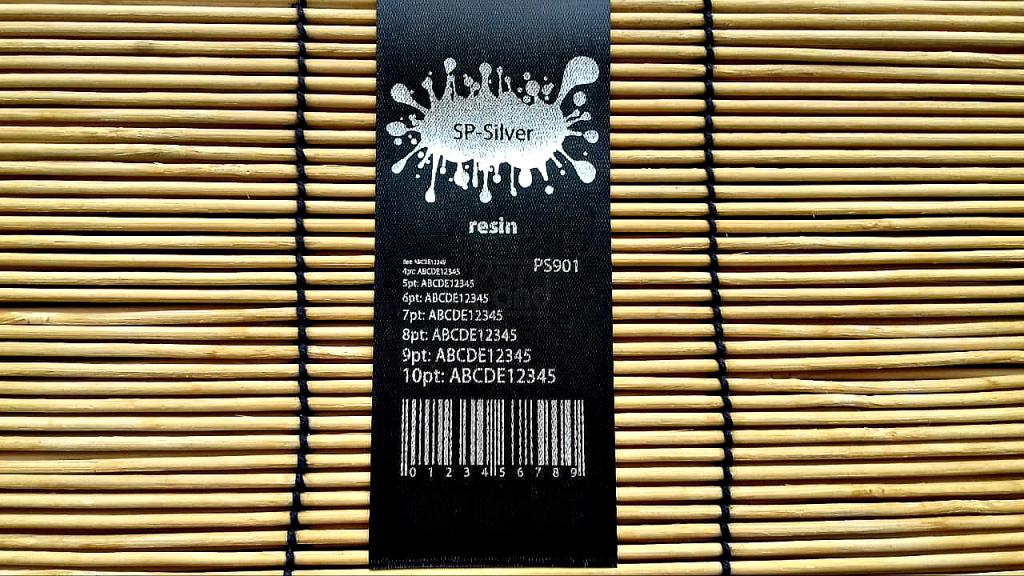 SP-Silver
resin
PS901
4pt: ABCDE12345
5pt: ABCDE12345
6pt: ABCDE12345
7pt: ABCDE12345
8pt: ABCDE12345
9pt: ABCDE12345
10pt: ABCDE12345
0 1 2 3 4 5 6 7 8 9